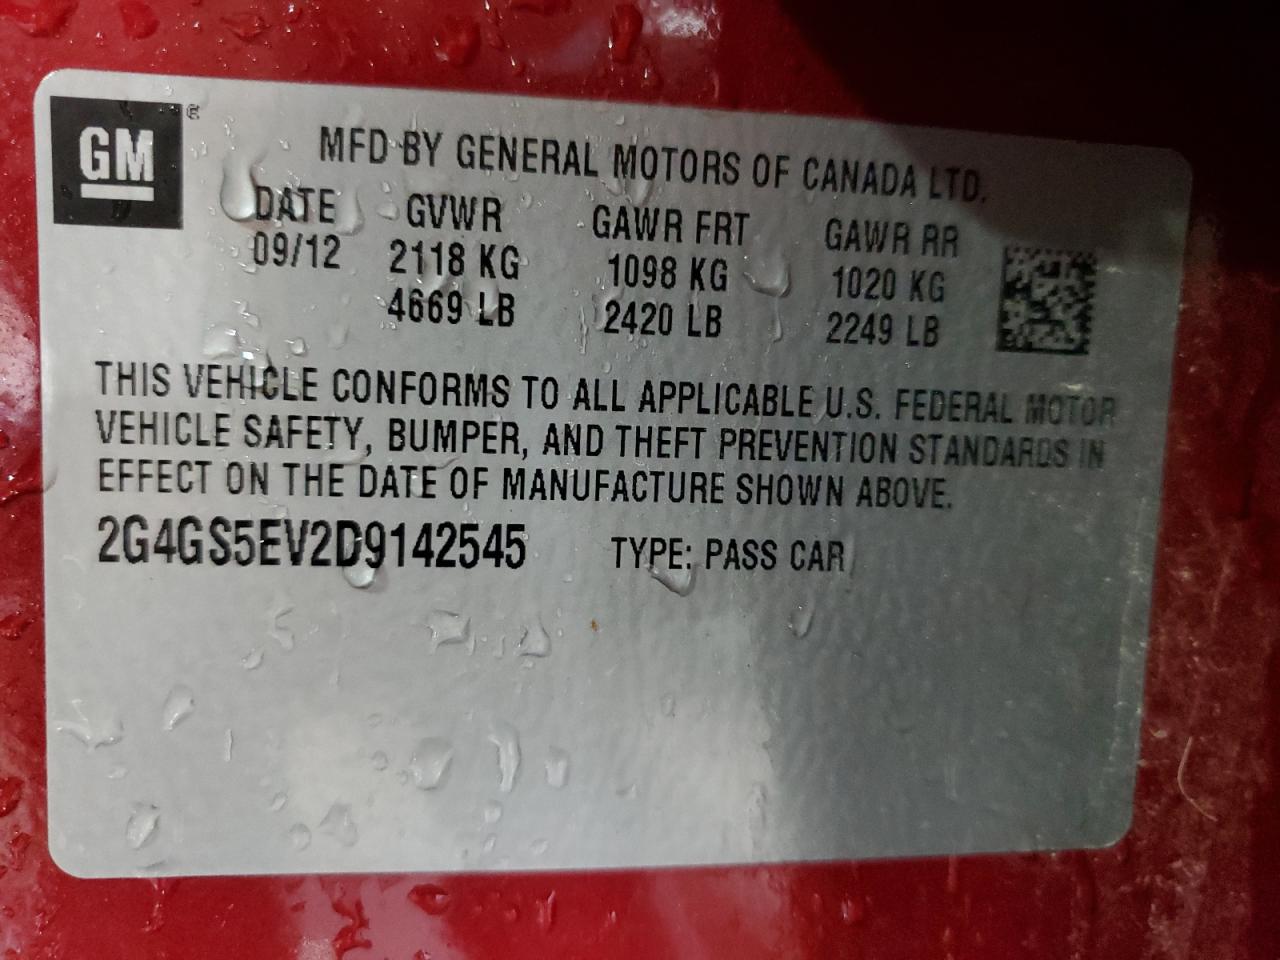 GM
MFD BY GENERAL MOTORS OF CANADA LTD.
DATE GVWR GAWR FRT GAWR RR
09/12 2118 KG 1098 KG 1020 KG
4669 LB 2420 LB 2249 LB
THIS VEHICLE CONFORMS TO ALL APPLICABLE U.S. FEDERAL MOTOR
VEHICLE SAFETY, BUMPER, AND THEFT PREVENTION STANDARDS IN
EFFECT ON THE DATE OF MANUFACTURE SHOWN ABOVE.
2G4GS5EV2D9142545 TYPE: PASS CAR